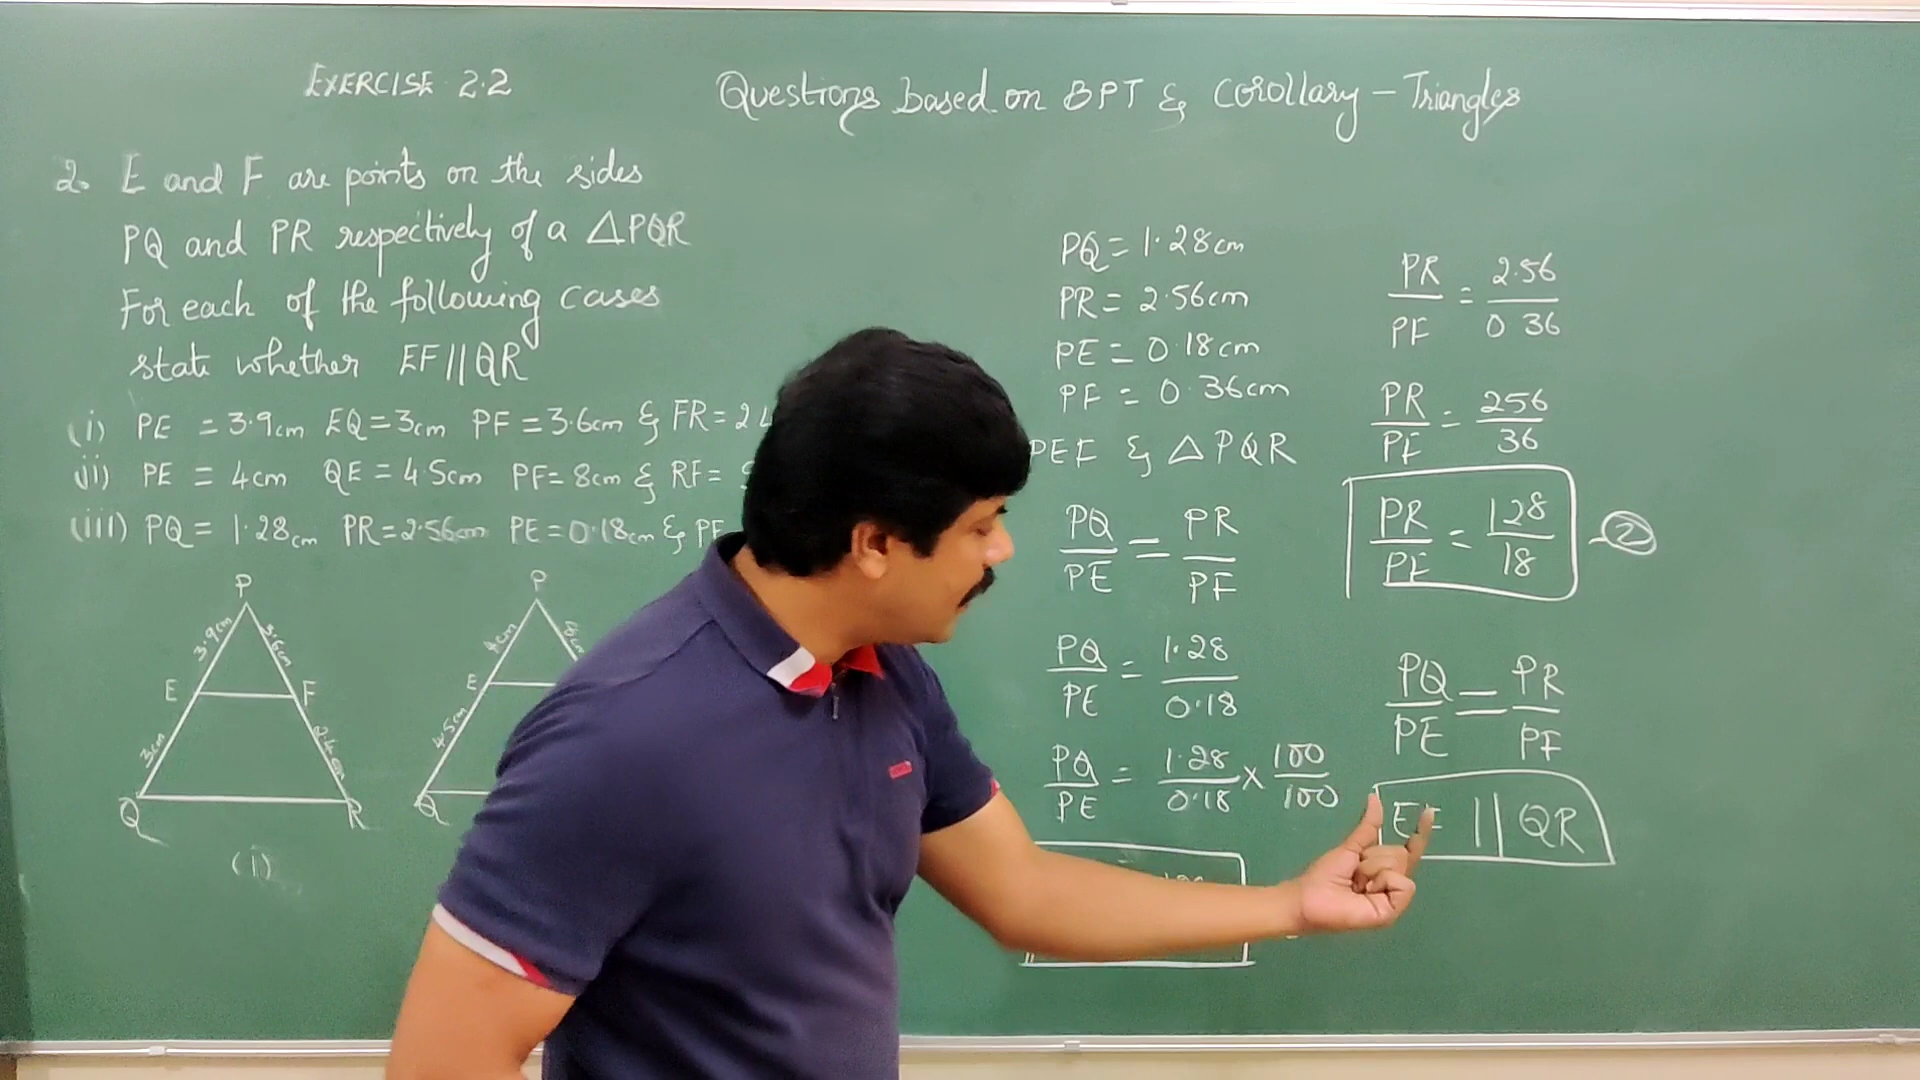 EXERCISE 2.2
Questions based on BPT & Corollary – Triangles
2. E and F are points on the sides
PQ and PR respectively of a △PQR
For each of the following cases
state whether EF||QR
(i) PE = 3.9cm EQ=3cm PF=3.6cm & FR=2.4
(ii) PE = 4cm QE=4.5cm PF=8cm & RF=
(iii) PQ = 1.28cm PR=2.56cm PE=0.18cm & PF
P
3.9cm
3.6cm
E
F
3cm
2.4cm
Q
R
(i)
P
4cm
8cm
E
4.5cm
Q
PQ = 1.28cm
PR = 2.56cm
PE = 0.18cm
PF = 0.36cm
PEF & △PQR
PQ/PE = PR/PF
PQ/PE = 1.28/0.18
PQ/PE = 1.28/0.18 × 100/100
PR/PF = 2.56/0.36
PR/PF = 256/36
PR/PF = 128/18 – ②
PQ/PE = PR/PF
EF || QR